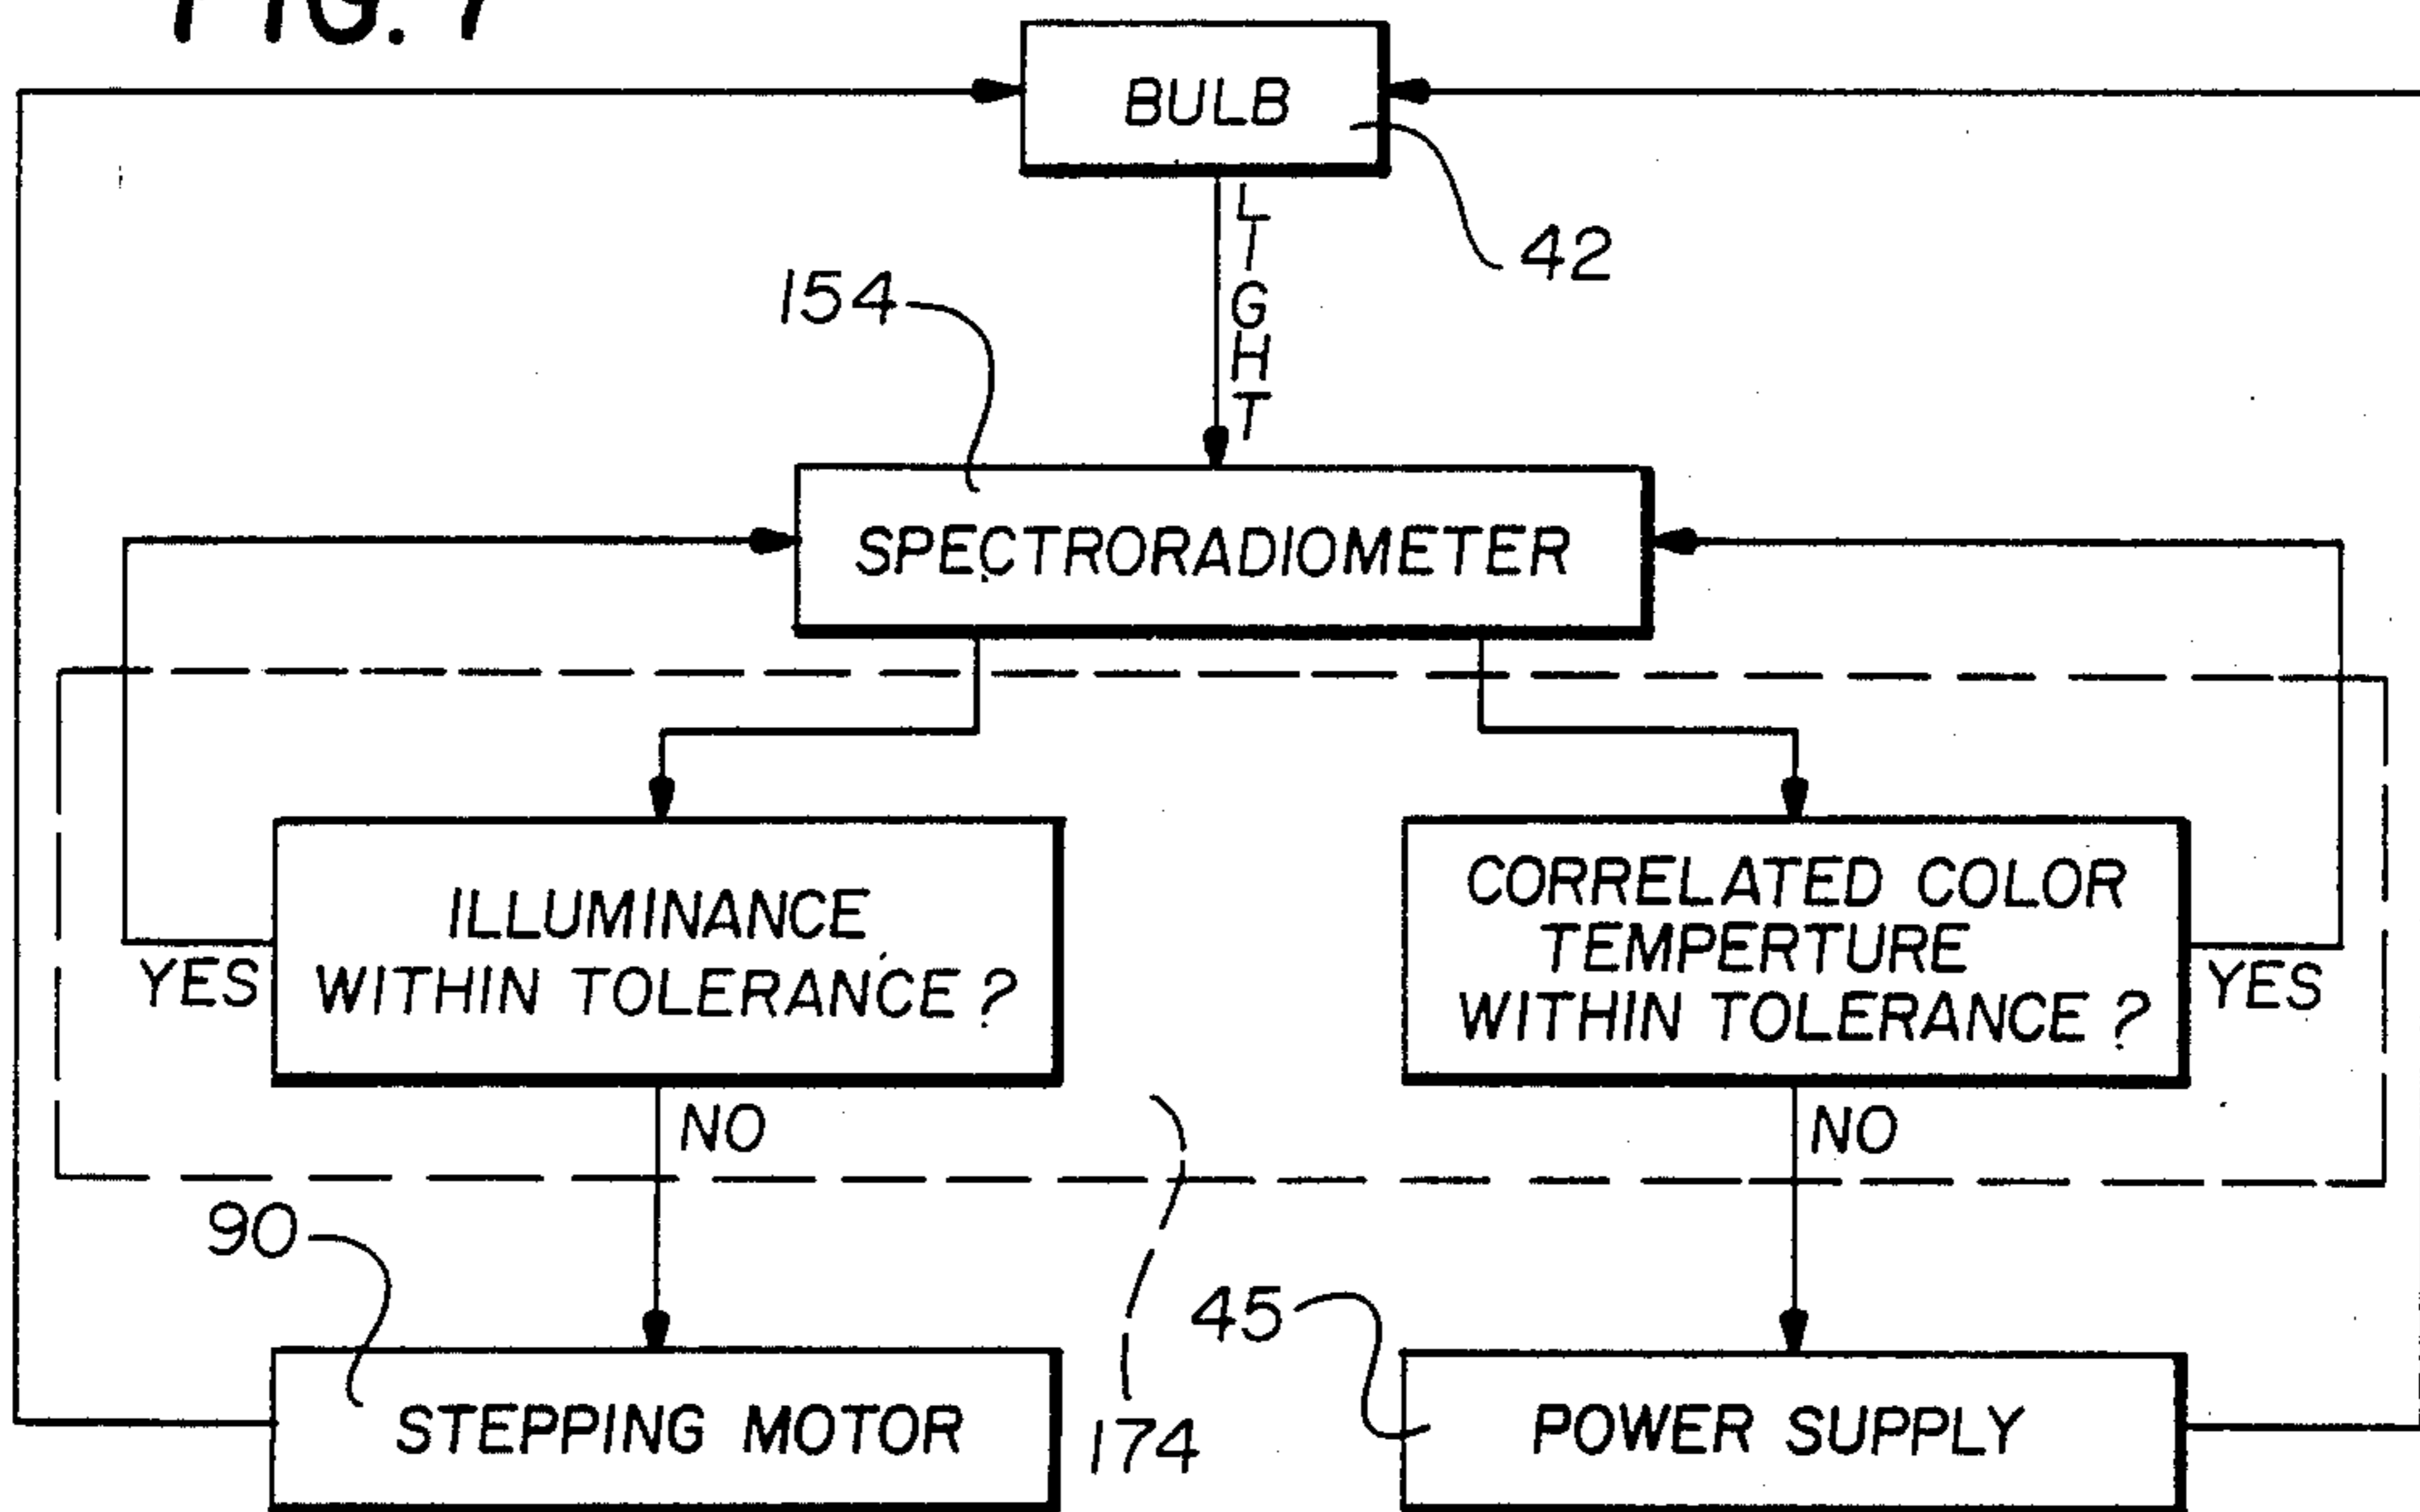 FIG. 7
BULB
42
LIGHT
154
SPECTRORADIOMETER
ILLUMINANCE
WITHIN TOLERANCE?
YES
NO
CORRELATED COLOR
TEMPERTURE
WITHIN TOLERANCE?
YES
NO
90
STEPPING MOTOR
174
45
POWER SUPPLY